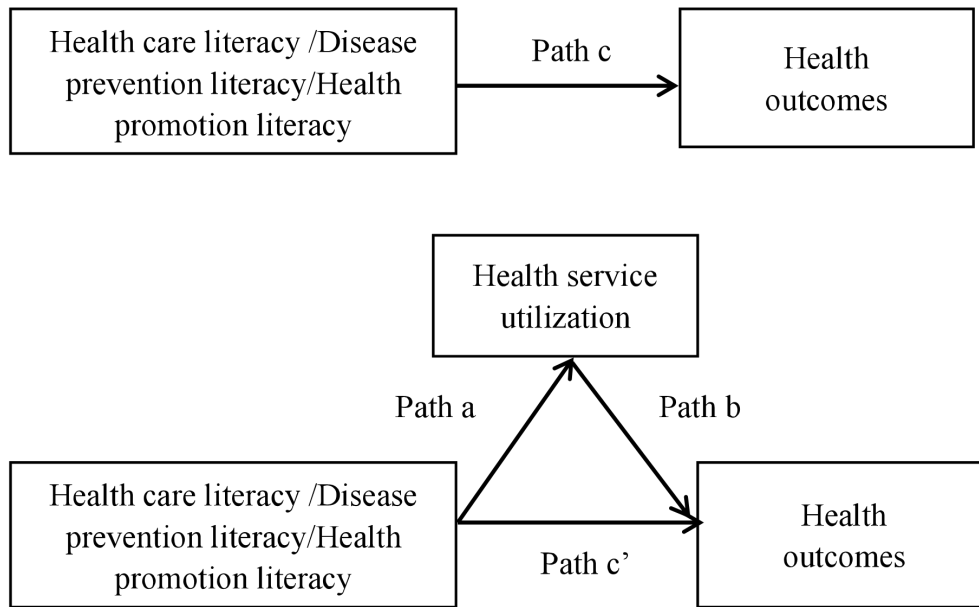 Health care literacy /Disease
prevention literacy/Health
promotion literacy
Path c
Health
outcomes
Health service
utilization
Path a
Path b
Health care literacy /Disease
prevention literacy/Health
promotion literacy
Path c’
Health
outcomes